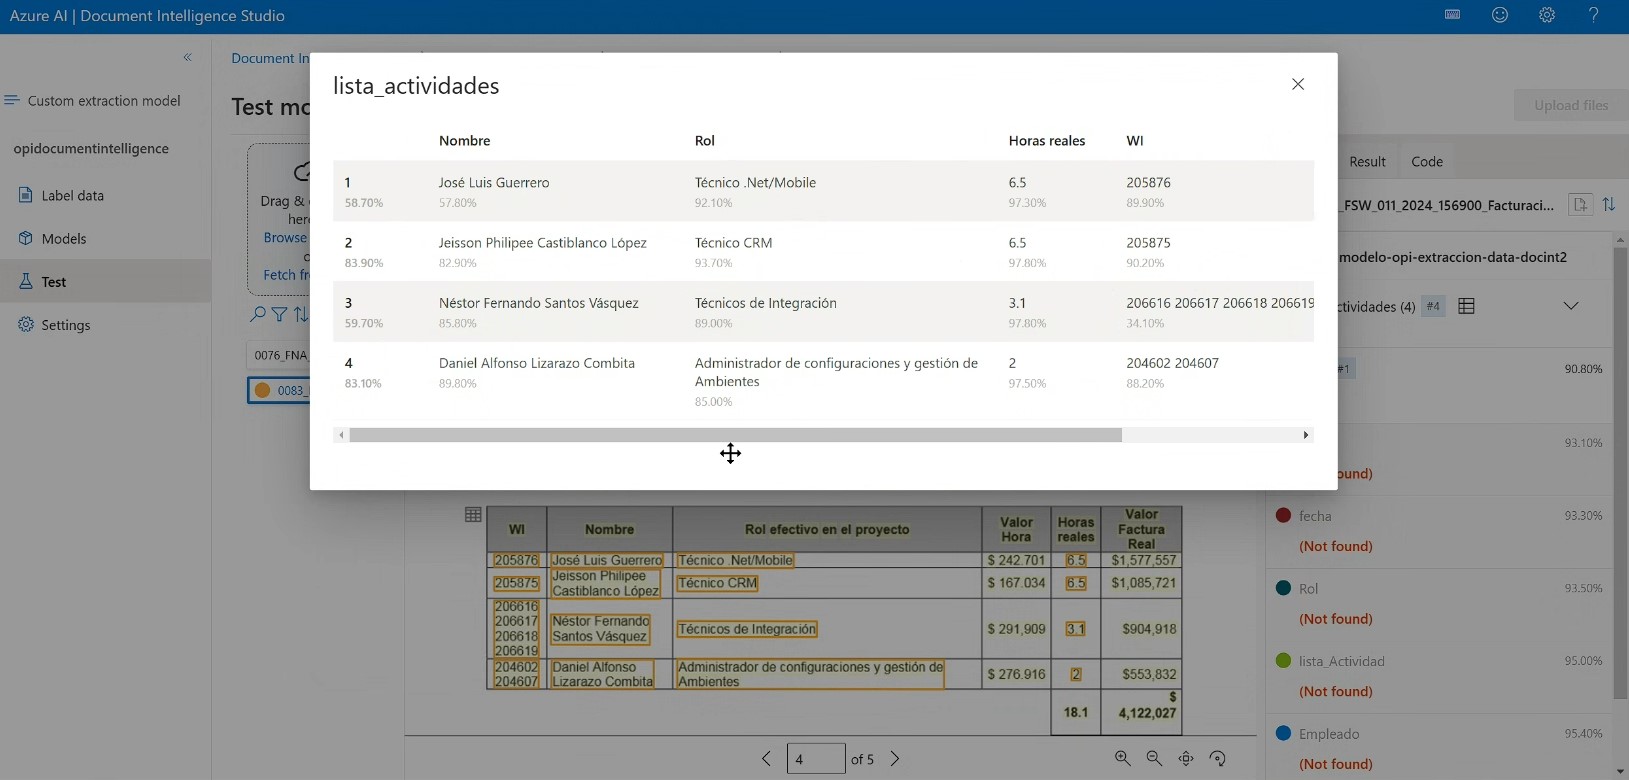 Azure AI | Document Intelligence Studio
Document In
Custom extraction model
Test mo
Upload files
opidocumentintelligence
Label data
Models
Test
Settings
Drag &
here
Browse
Fetch fr
0076_FNA_
0083_
lista_actividades
Nombre Rol Horas reales WI
1 José Luis Guerrero Técnico .Net/Mobile 6.5 205876
58.70% 57.80% 92.10% 97.30% 89.90%
2 Jeisson Philipee Castiblanco López Técnico CRM 6.5 205875
83.90% 82.90% 93.70% 97.80% 90.20%
3 Néstor Fernando Santos Vásquez Técnicos de Integración 3.1 206616 206617 206618 206619
59.70% 85.80% 89.00% 97.80% 34.10%
4 Daniel Alfonso Lizarazo Combita Administrador de configuraciones y gestión de 2 204602 204607
Ambientes
83.10% 89.80% 85.00% 97.50% 88.20%
Result Code
_FSW_011_2024_156900_Facturaci...
modelo-opi-extraccion-data-docint2
ctividades (4) #4
#1 90.80%
93.10%
ound)
fecha 93.30%
(Not found)
Rol 93.50%
(Not found)
lista_Actividad 95.00%
(Not found)
Empleado 95.40%
(Not found)
WI Nombre Rol efectivo en el proyecto Valor Hora Horas reales Valor Factura Real
205876 José Luis Guerrero Técnico .Net/Mobile $ 242.701 6.5 $1,577,557
205875 Jeisson Philipee Castiblanco López Técnico CRM $ 167.034 6.5 $1,085,721
206616 206617 206618 206619 Néstor Fernando Santos Vásquez Técnicos de Integración $ 291,909 3.1 $904,918
204602 204607 Daniel Alfonso Lizarazo Combita Administrador de configuraciones y gestión de Ambientes $ 276.916 2 $553,832
18.1 $ 4,122,027
4 of 5